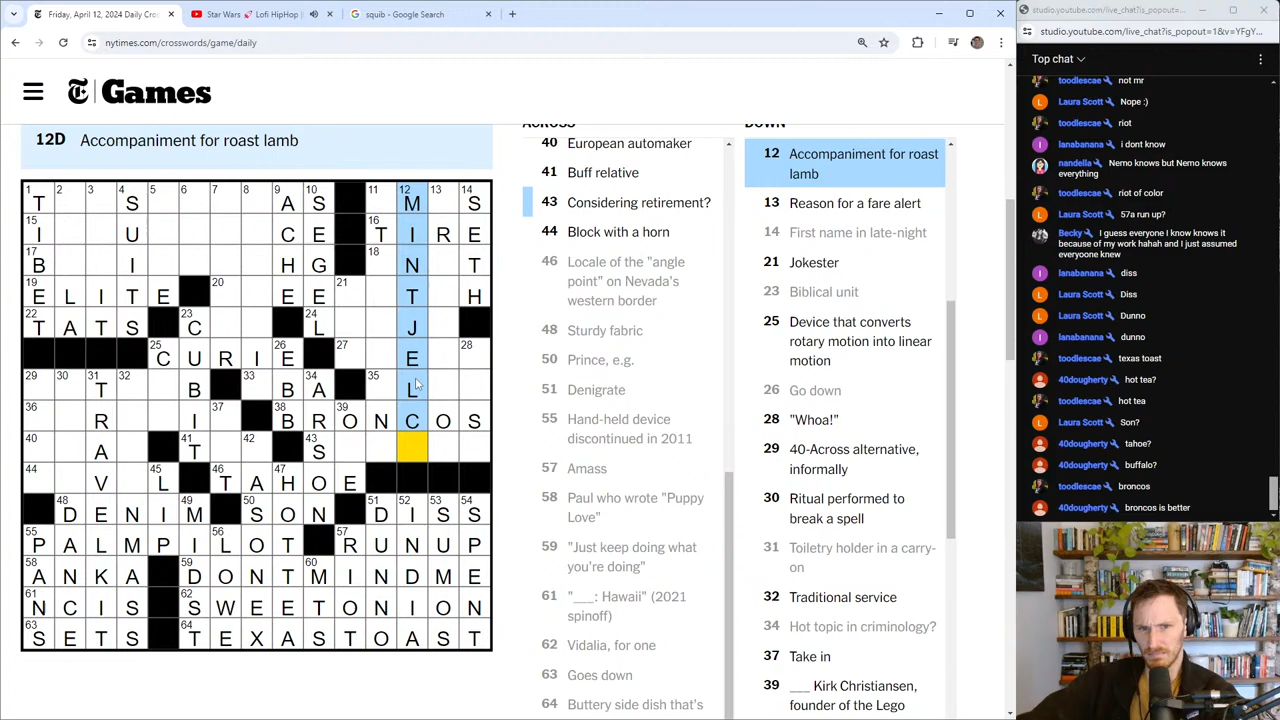 Friday, April 12, 2024 Daily Cro
Star Wars Lofi HipHop
squib - Google Search
nytimes.com/crosswords/game/daily
Games
12D Accompaniment for roast lamb
ACROSS
40 European automaker
41 Buff relative
43 Considering retirement?
44 Block with a horn
46 Locale of the "angle
point" on Nevada's
western border
48 Sturdy fabric
50 Prince, e.g.
51 Denigrate
55 Hand-held device
discontinued in 2011
57 Amass
58 Paul who wrote "Puppy
Love"
59 "Just keep doing what
you're doing"
61 "___: Hawaii" (2021
spinoff)
62 Vidalia, for one
63 Goes down
64 Buttery side dish that's
DOWN
12 Accompaniment for roast
lamb
13 Reason for a fare alert
14 First name in late-night
21 Jokester
23 Biblical unit
25 Device that converts
rotary motion into linear
motion
26 Go down
28 "Whoa!"
29 40-Across alternative,
informally
30 Ritual performed to
break a spell
31 Toiletry holder in a carry-
on
32 Traditional service
34 Hot topic in criminology?
37 Take in
39 ___ Kirk Christiansen,
founder of the Lego
studio.youtube.com/live_chat?is_popout=...
studio.youtube.com/live_chat?is_popout=1&v=YFgY...
Top chat
toodlescae not mr
Laura Scott Nope :)
toodlescae riot
lanabanana i dont know
nandella Nemo knows but Nemo knows
everything
toodlescae riot of color
Laura Scott 57a run up?
Becky I guess everyone I know knows it
because of my work hahah and I just assumed
everyoone knew
lanabanana diss
Laura Scott Diss
Laura Scott Dunno
lanabanana dunno
toodlescae texas toast
40dougherty hot tea?
toodlescae hot tea
Laura Scott Son?
40dougherty tahoe?
40dougherty buffalo?
toodlescae broncos
40dougherty broncos is better